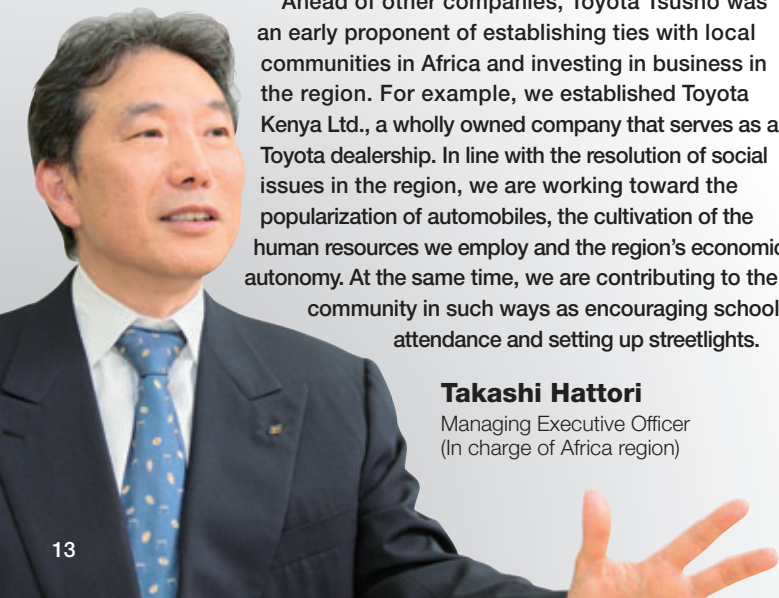 Ahead of other companies, Toyota Tsusho was
an early proponent of establishing ties with local
communities in Africa and investing in business in
the region. For example, we established Toyota
Kenya Ltd., a wholly owned company that serves as a
Toyota dealership. In line with the resolution of social
issues in the region, we are working toward the
popularization of automobiles, the cultivation of the
human resources we employ and the region's economic
autonomy. At the same time, we are contributing to the
community in such ways as encouraging school
attendance and setting up streetlights.
Takashi Hattori
Managing Executive Officer
(In charge of Africa region)
13